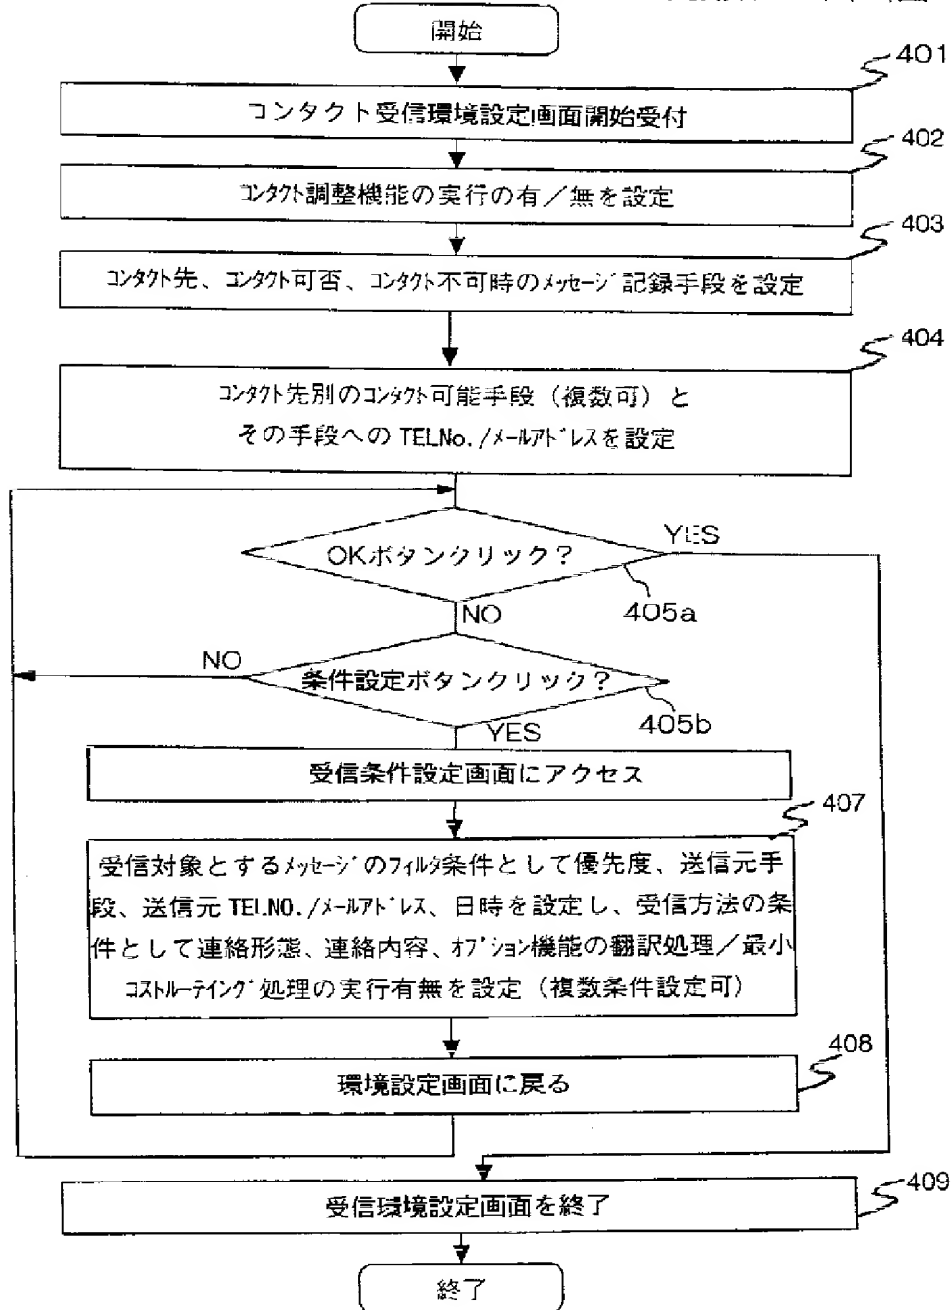 開始
401
コンタクト受信環境設定画面開始受付
402
コンタクト調整機能の実行の有／無を設定
403
コンタクト先、コンタクト可否、コンタクト不可時のメッセージ記録手段を設定
404
コンタクト先別のコンタクト可能手段（複数可）と
その手段へのTELNo./メールアドレスを設定
YES
OKボタンクリック？
405a
NO
NO
条件設定ボタンクリック？
405b
YES
受信条件設定画面にアクセス
407
受信対象とするメッセージのフィルタ条件として優先度、送信元手
段、送信元TELNO./メールアドレス、日時を設定し、受信方法の条
件として連絡形態、連絡内容、オプション機能の翻訳処理／最小
コストルーテイング処理の実行有無を設定（複数条件設定可）
408
環境設定画面に戻る
409
受信環境設定画面を終了
終了